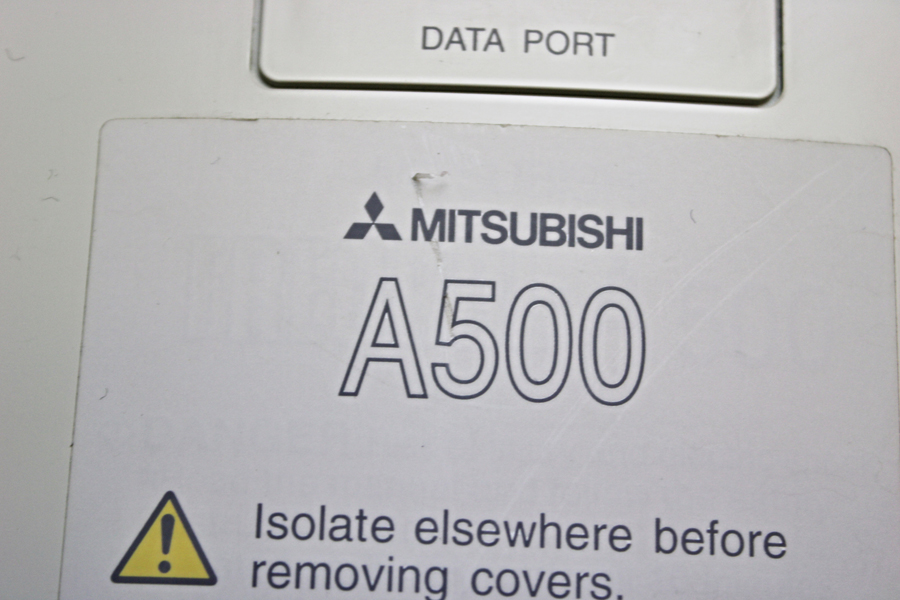 DATA PORT
MITSUBISHI
A500
Isolate elsewhere before
removing covers.